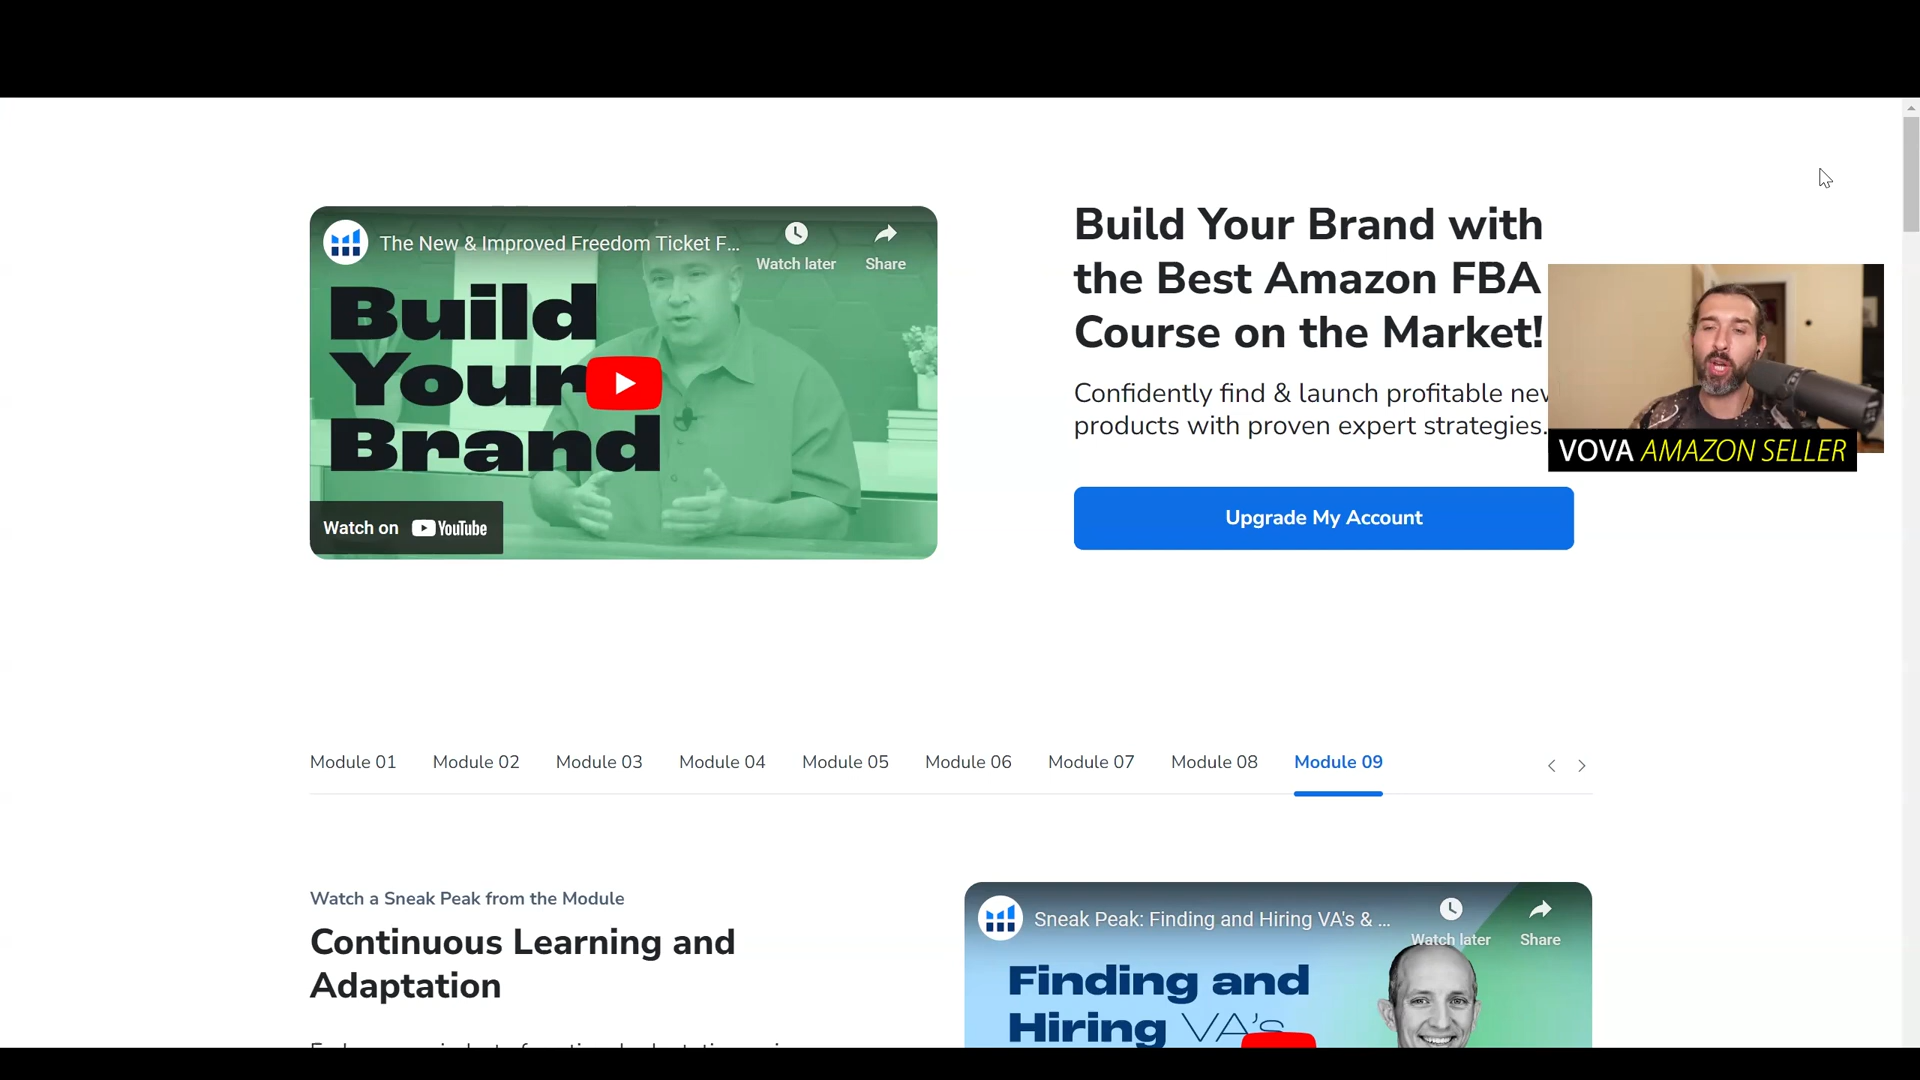 The New & Improved Freedom Ticket F...
Watch later
Share
Build
Your
Brand
Watch on YouTube
Build Your Brand with
the Best Amazon FBA
Course on the Market!
Confidently find & launch profitable new
products with proven expert strategies.
Upgrade My Account
VOVA AMAZON SELLER
Module 01 Module 02 Module 03 Module 04 Module 05 Module 06 Module 07 Module 08 Module 09
Watch a Sneak Peak from the Module
Continuous Learning and
Adaptation
Sneak Peak: Finding and Hiring VA's & ...
Watch later
Share
Finding and
Hiring VA's